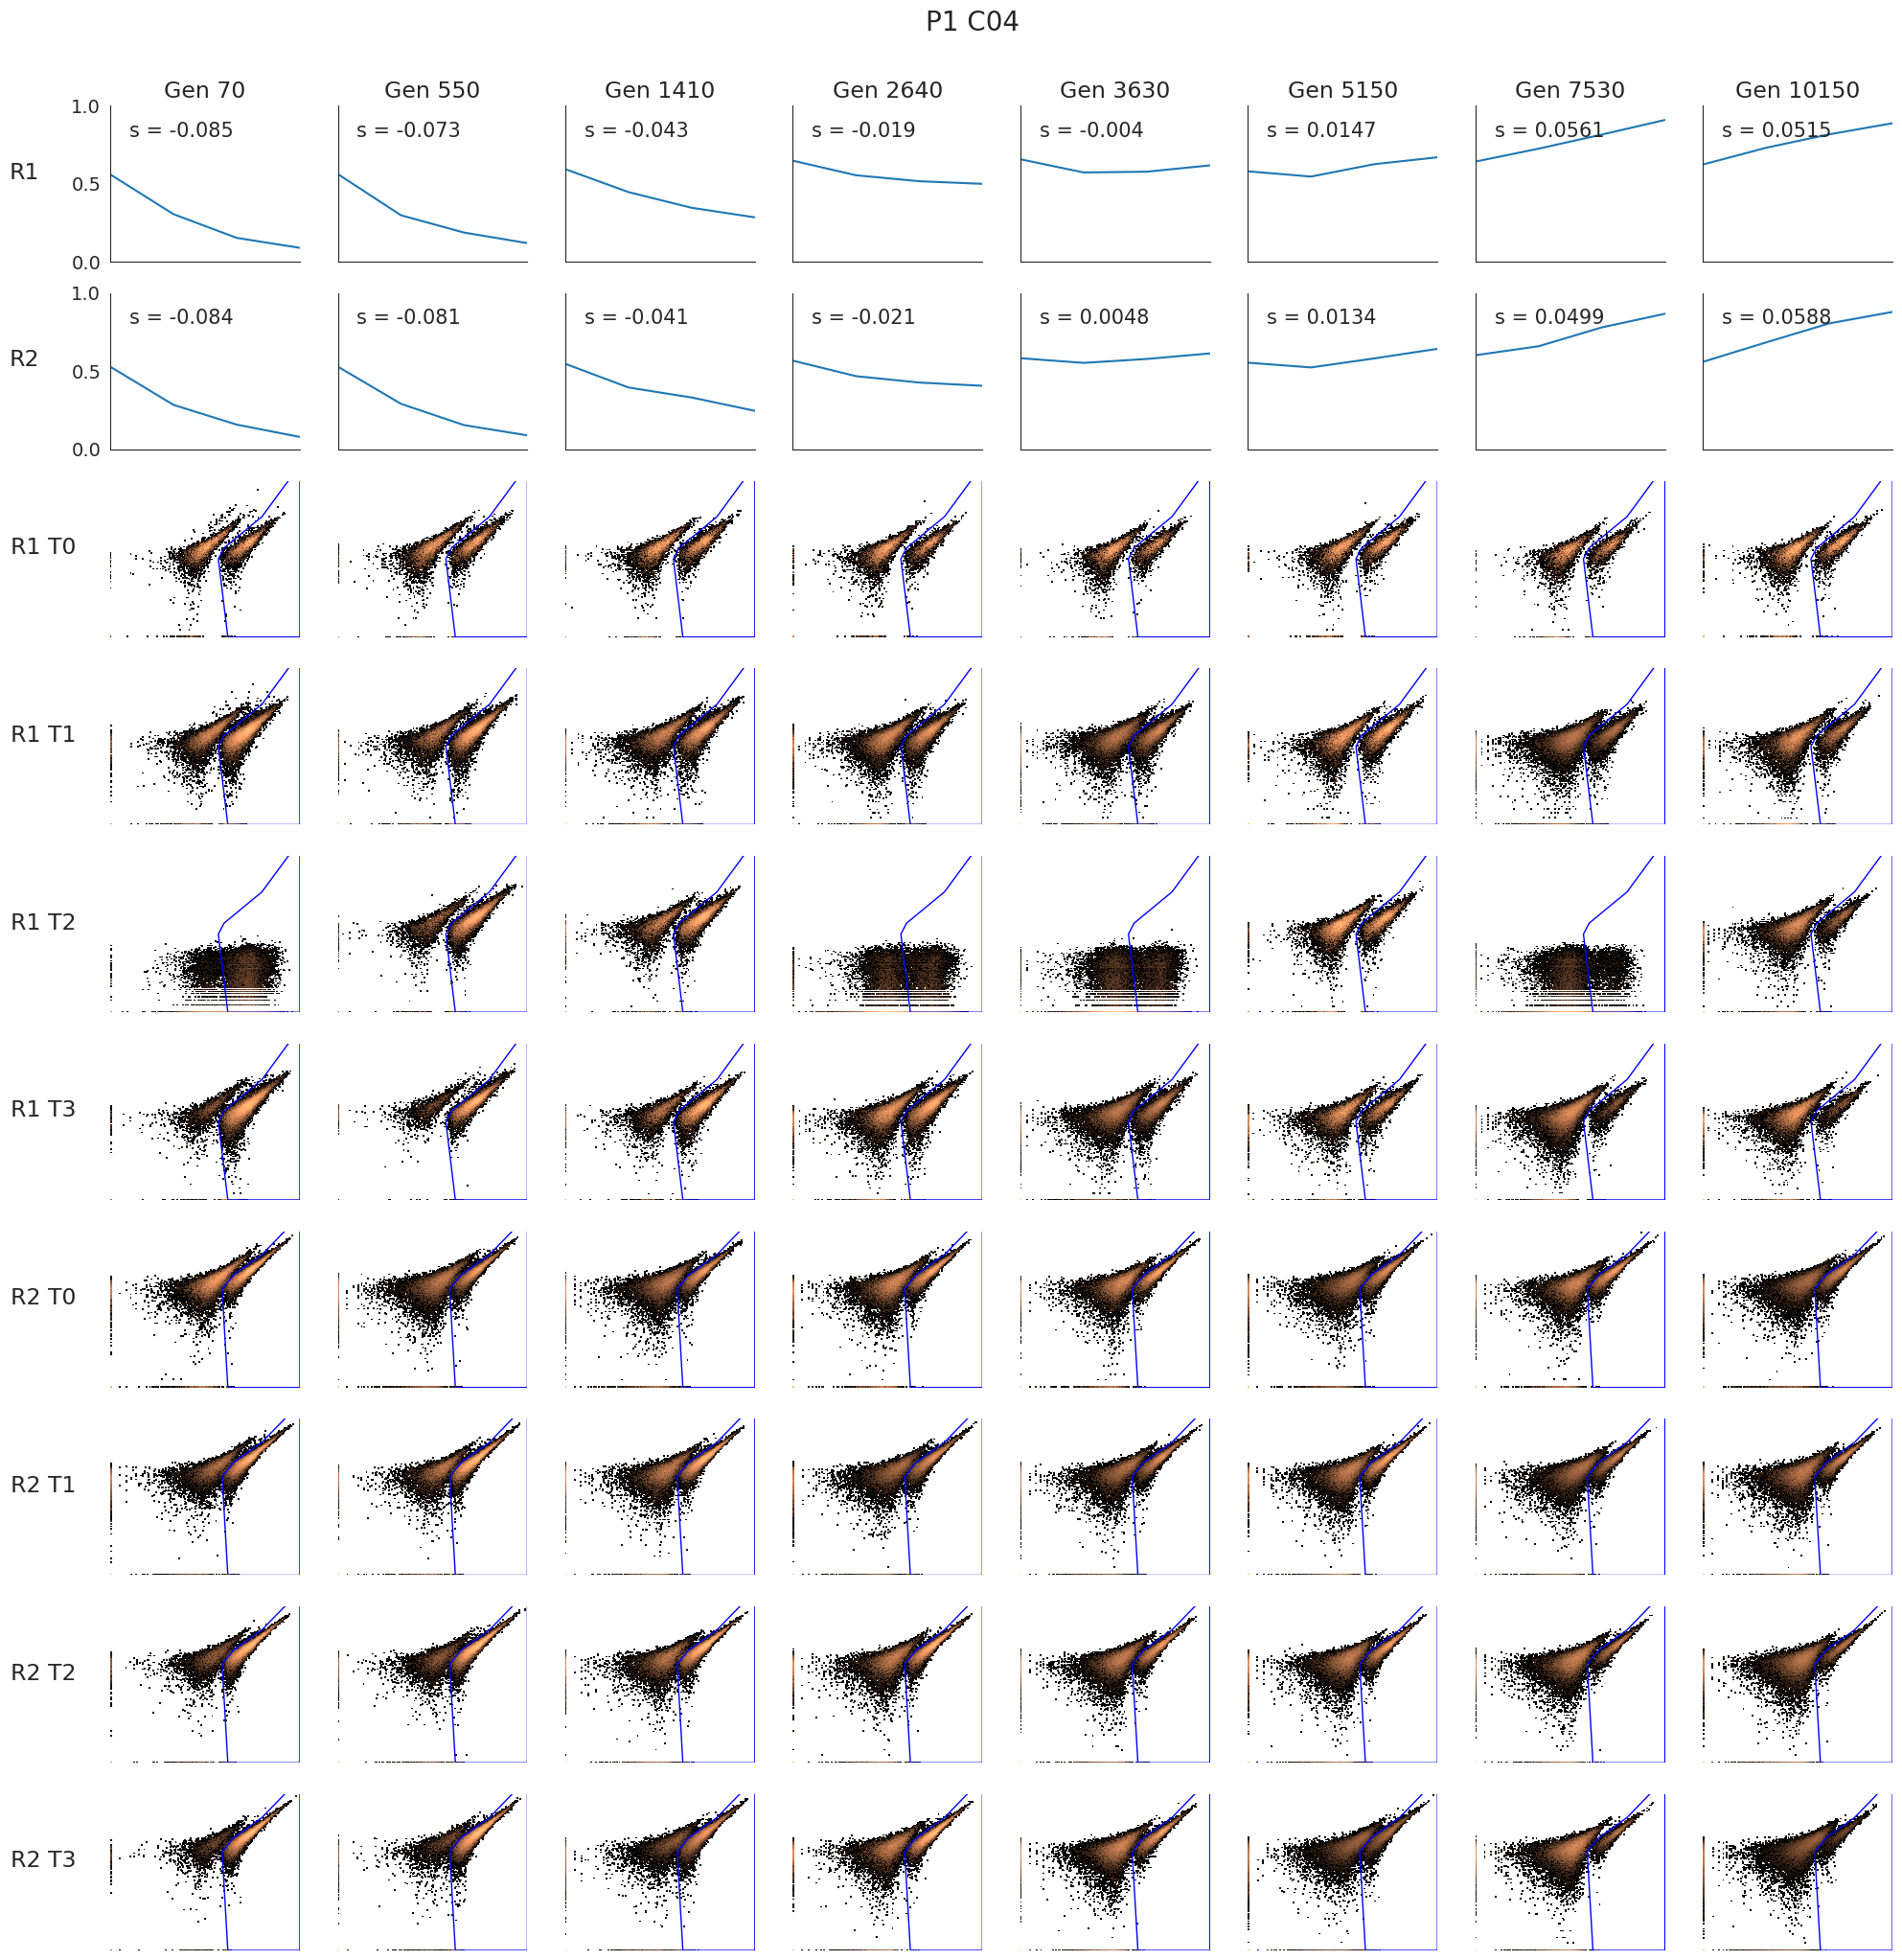 P1 C04
Gen 70 Gen 550 Gen 1410 Gen 2640 Gen 3630 Gen 5150 Gen 7530 Gen 10150
1.0
s = -0.085 s = -0.073 s = -0.043 s = -0.019 s = -0.004 s = 0.0147 s = 0.0561 s = 0.0515
R1
0.5
0.0
1.0
s = -0.084 s = -0.081 s = -0.041 s = -0.021 s = 0.0048 s = 0.0134 s = 0.0499 s = 0.0588
R2
0.5
0.0
R1 T0
R1 T1
R1 T2
R1 T3
R2 T0
R2 T1
R2 T2
R2 T3